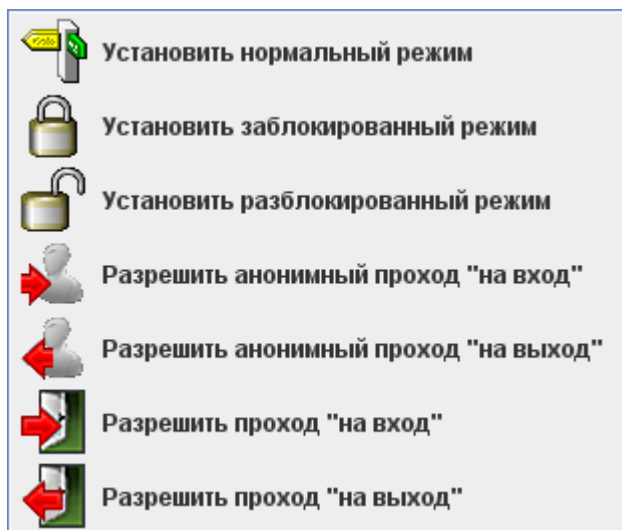 Установить нормальный режим
Установить заблокированный режим
Установить разблокированный режим
Разрешить анонимный проход "на вход"
Разрешить анонимный проход "на выход"
Разрешить проход "на вход"
Разрешить проход "на выход"